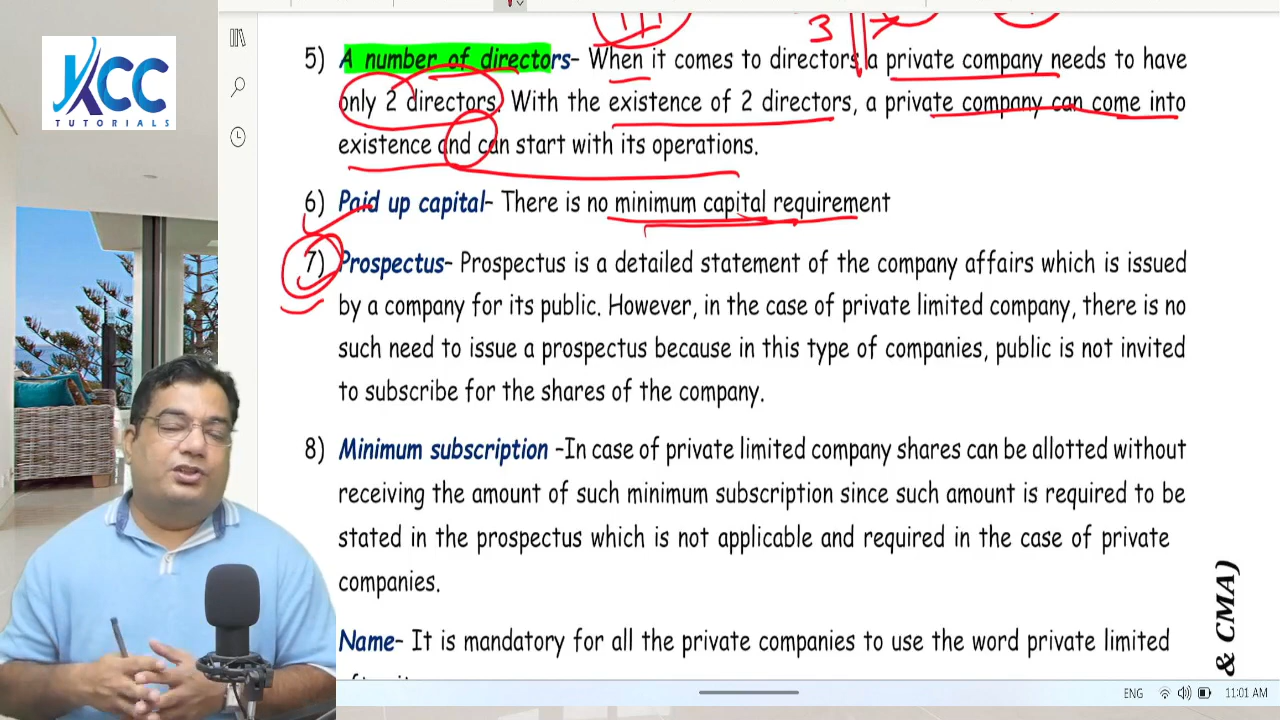 3
KCC
TUTORIALS
5) A number of directors– When it comes to directors a private company needs to have
only 2 directors. With the existence of 2 directors, a private company can come into
existence and can start with its operations.
6) Paid up capital– There is no minimum capital requirement
7) Prospectus– Prospectus is a detailed statement of the company affairs which is issued
by a company for its public. However, in the case of private limited company, there is no
such need to issue a prospectus because in this type of companies, public is not invited
to subscribe for the shares of the company.
8) Minimum subscription –In case of private limited company shares can be allotted without
receiving the amount of such minimum subscription since such amount is required to be
stated in the prospectus which is not applicable and required in the case of private
companies.
Name– It is mandatory for all the private companies to use the word private limited
& CMA)
ENG 11:01 AM